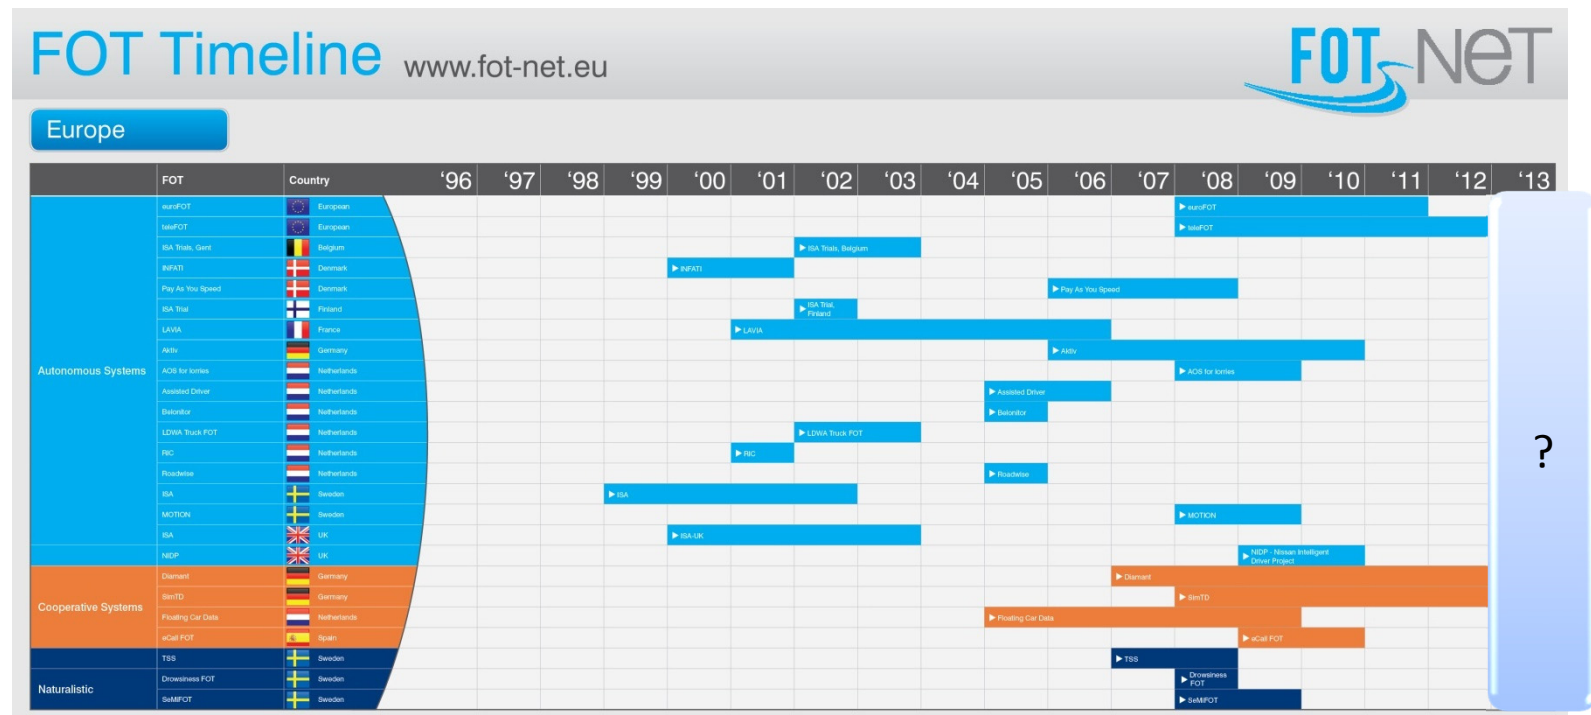 FOT Timeline www.fot-net.eu
FOT NeT
Europe
FOT Country '96 '97 '98 '99 '00 '01 '02 '03 '04 '05 '06 '07 '08 '09 '10 '11 '12 '13
euroFOT European euroFOT
teleFOT European teleFOT
ISA Trials, Gent Belgium ISA Trials, Belgium
INFATI Denmark INFATI
Pay As You Speed Denmark Pay As You Speed
ISA Trial Finland ISA Trial,
Finland
LAVIA France LAVIA
Aktiv Germany Aktiv
Autonomous Systems AOS for lorries Netherlands AOS for lorries
Assisted Driver Netherlands Assisted Driver
Belonitor Netherlands Belonitor
LDWA Truck FOT Netherlands LDWA Truck FOT
RIC Netherlands RIC
?
Roadwise Netherlands Roadwise
ISA Sweden ISA
MOTION Sweden MOTION
ISA UK ISA-UK
NIDP UK NIDP - Nissan Intelligent
Driver Project
Diamant Germany Diamant
SimTD Germany SimTD
Cooperative Systems
Floating Car Data Netherlands Floating Car Data
eCall FOT Spain eCall FOT
TSS Sweden TSS
Drowsiness FOT Sweden Drowsiness
FOT
Naturalistic
SeMiFOT Sweden SeMiFOT